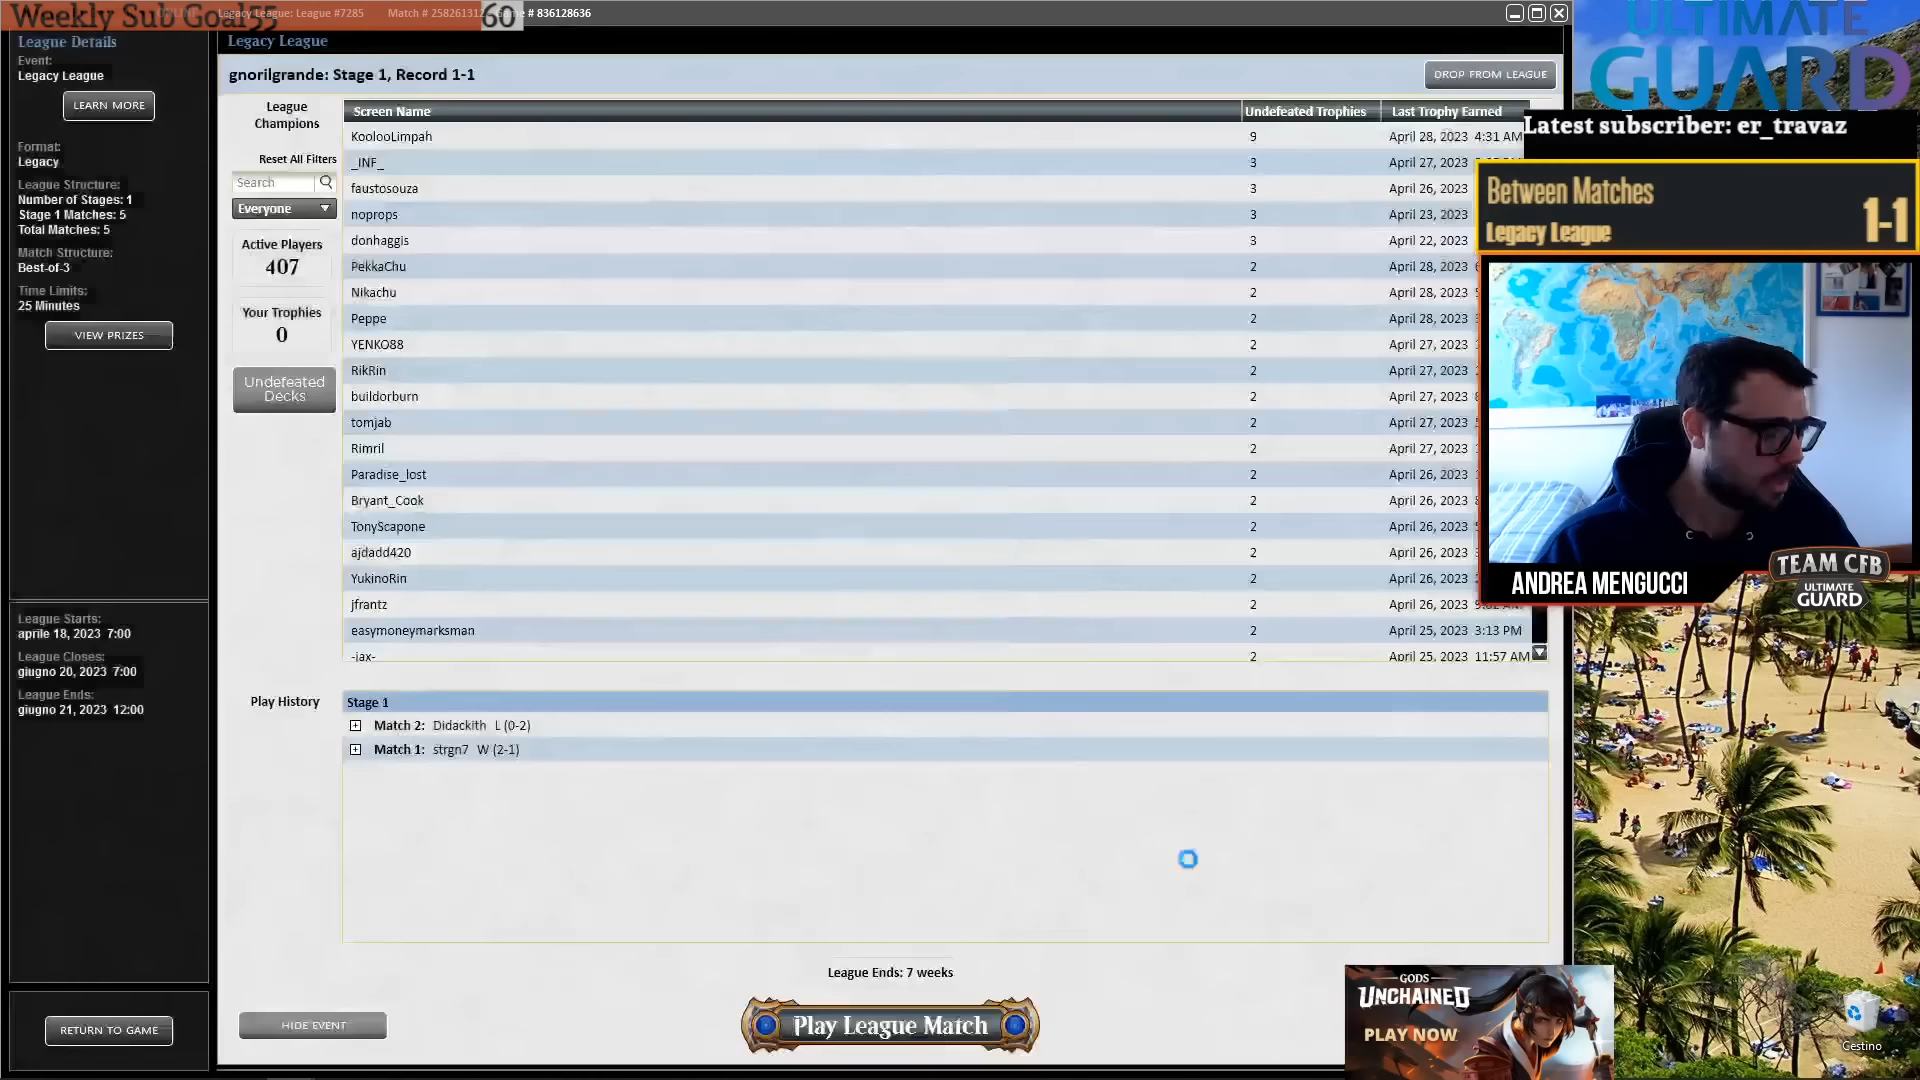 Weekly Sub Goal 55
60
Legacy League: League #7285
Match # 258261312
# 836128636
League Details
Event:
Legacy League
LEARN MORE
Format:
Legacy
League Structure:
Number of Stages: 1
Stage 1 Matches: 5
Total Matches: 5
Match Structure:
Best-of-3
Time Limits:
25 Minutes
VIEW PRIZES
League Starts:
aprile 18, 2023 7:00
League Closes:
giugno 20, 2023 7:00
League Ends:
giugno 21, 2023 12:00
RETURN TO GAME
Legacy League
gnorilgrande: Stage 1, Record 1-1
DROP FROM LEAGUE
League
Champions
Reset All Filters
Search
Everyone
Active Players
407
Your Trophies
0
Undefeated
Decks
Screen Name Undefeated Trophies Last Trophy Earned
KoolooLimpah 9 April 28, 2023 4:31 AM
_INF_ 3 April 27, 2023
faustosouza 3 April 26, 2023
noprops 3 April 23, 2023
donhaggis 3 April 22, 2023
PekkaChu 2 April 28, 2023
Nikachu 2 April 28, 2023
Peppe 2 April 28, 2023
YENKO88 2 April 27, 2023
RikRin 2 April 27, 2023
buildorburn 2 April 27, 2023
tomjab 2 April 27, 2023
Rimril 2 April 27, 2023
Paradise_lost 2 April 26, 2023
Bryant_Cook 2 April 26, 2023
TonyScapone 2 April 26, 2023
ajdadd420 2 April 26, 2023
YukinoRin 2 April 26, 2023
jfrantz 2 April 26, 2023
easymoneymarksman 2 April 25, 2023 3:13 PM
-jax- 2 April 25, 2023 11:57 AM
Play History
Stage 1
Match 2: Didackith L (0-2)
Match 1: strgn7 W (2-1)
League Ends: 7 weeks
HIDE EVENT
Play League Match
ULTIMATE
GUARD
Latest subscriber: er_travaz
Between Matches
Legacy League
1-1
ANDREA MENGUCCI
TEAM CFB
ULTIMATE
GUARD
GODS
UNCHAINED
PLAY NOW
Cestino